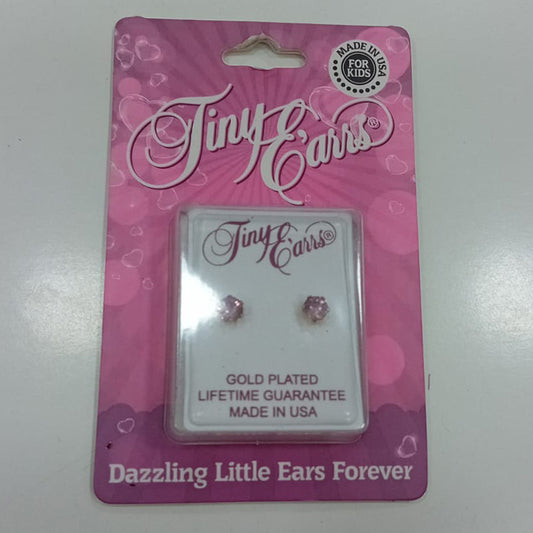 MADE IN USA
FOR
KIDS
Tiny E'arrs®
Tiny E'arrs®
GOLD PLATED
LIFETIME GUARANTEE
MADE IN USA
Dazzling Little Ears Forever